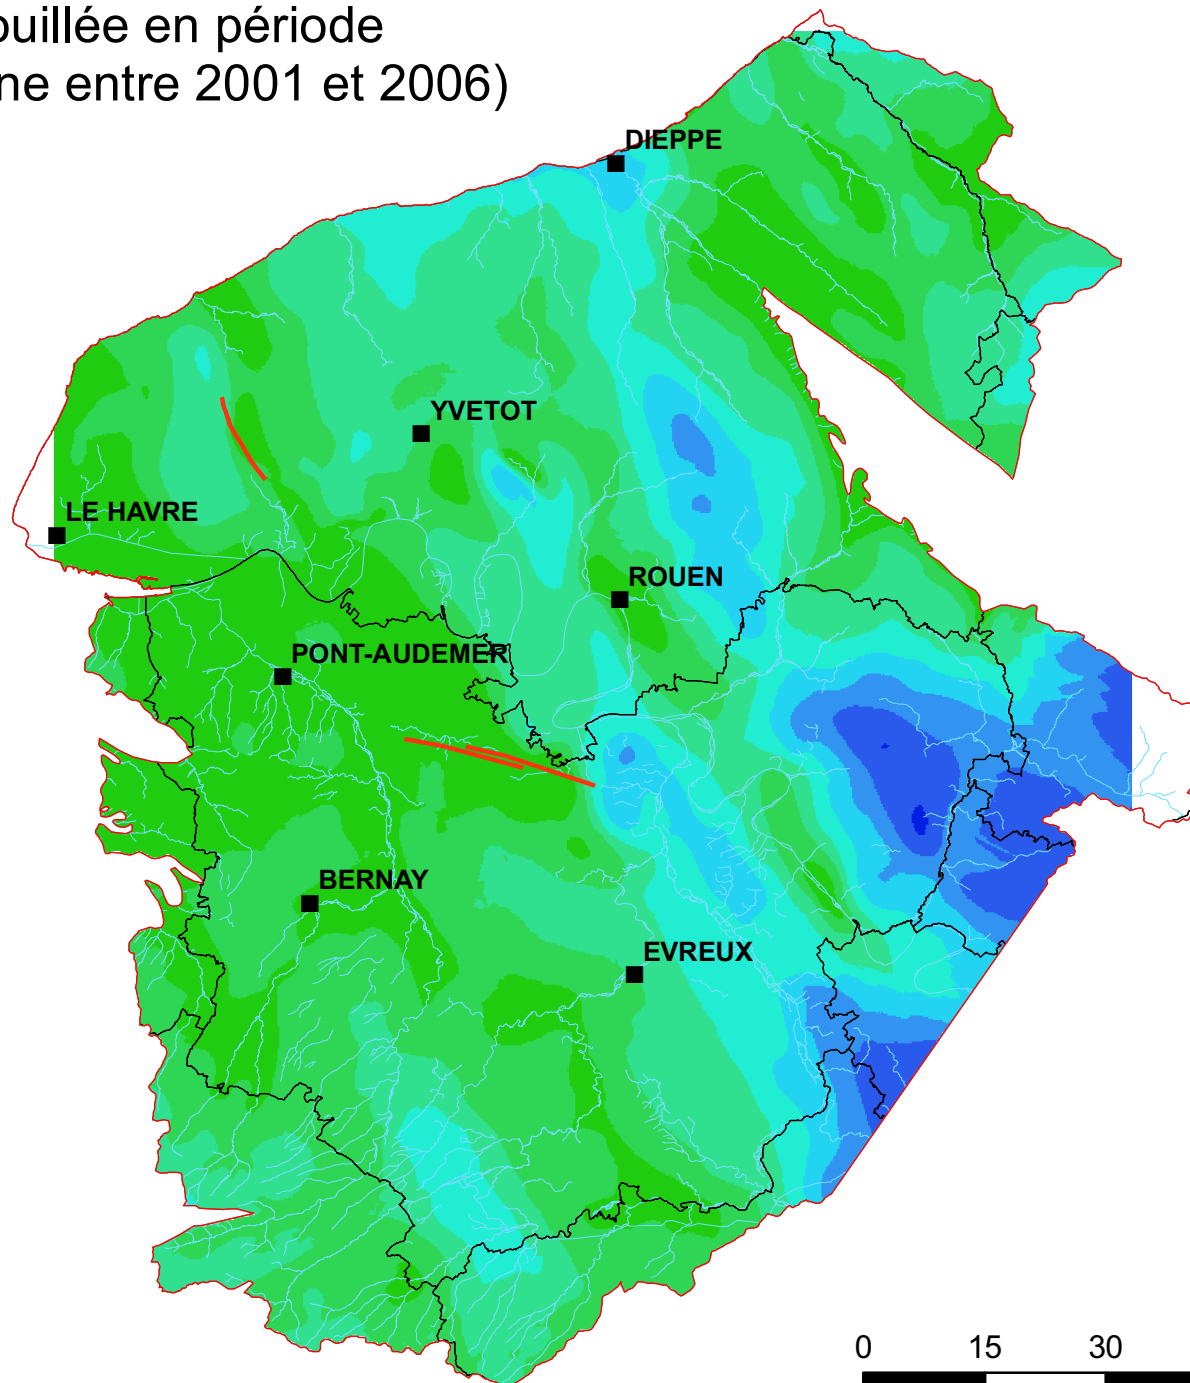 ouillée en période
ne entre 2001 et 2006)
DIEPPE
YVETOT
LE HAVRE
ROUEN
PONT-AUDEMER
BERNAY
EVREUX
0 15 30